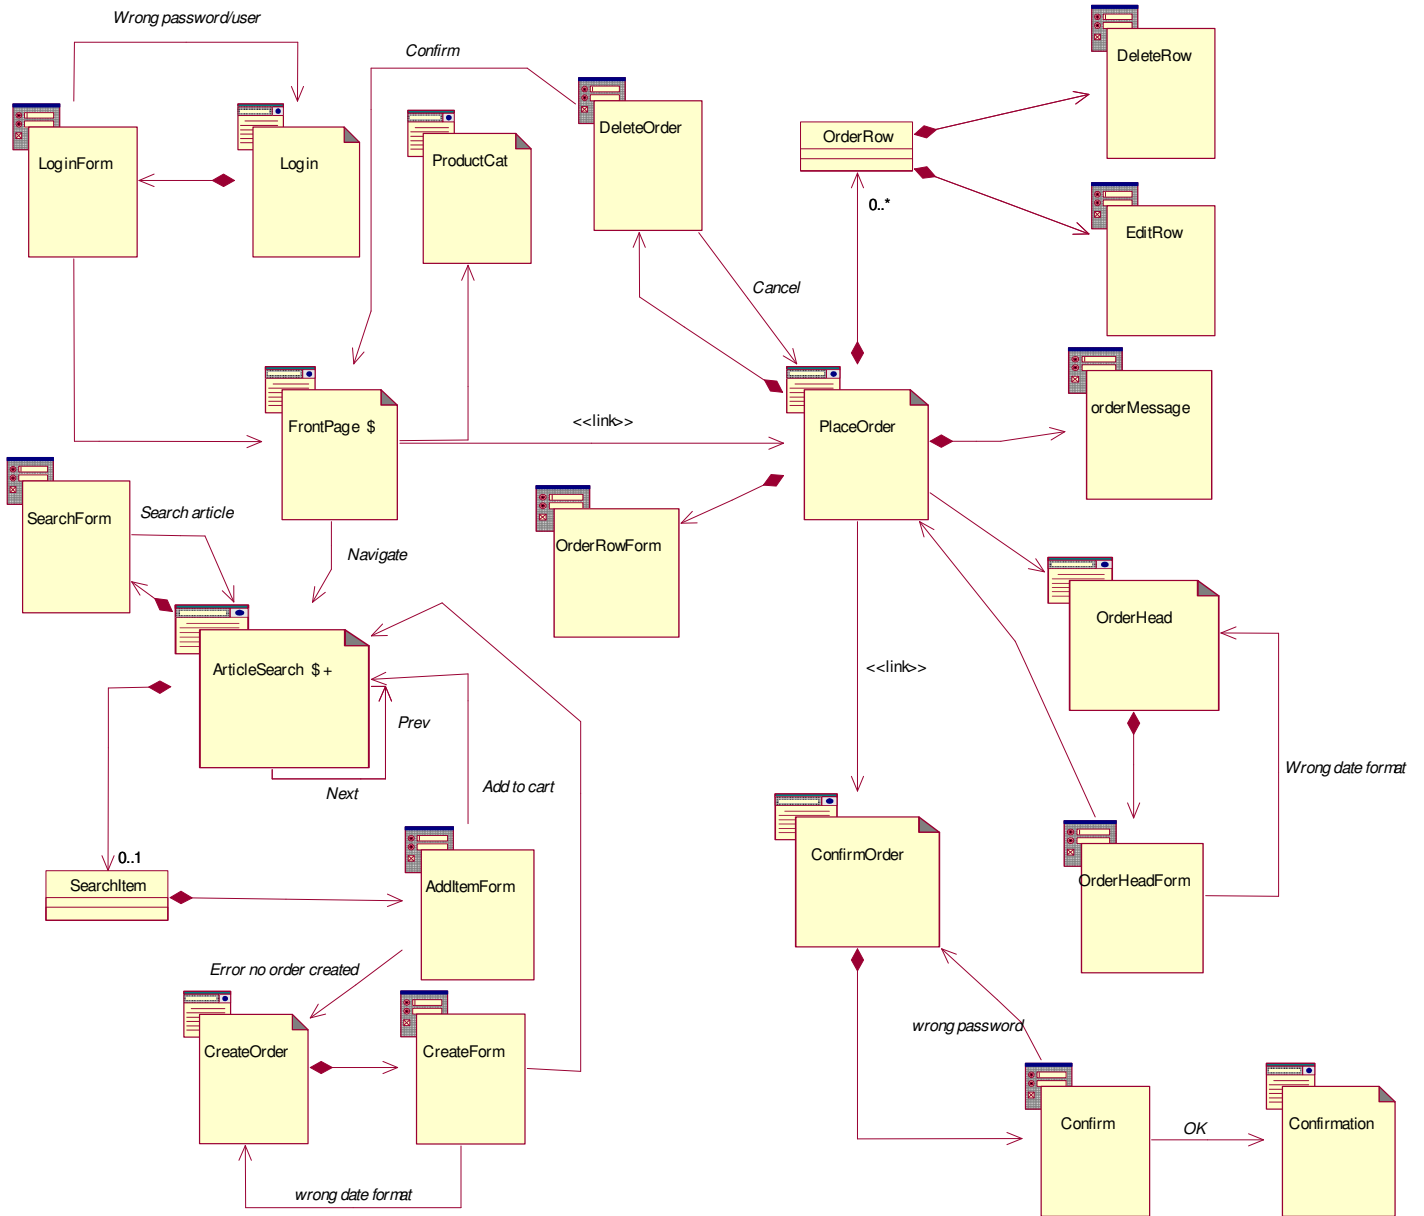 Wrong password/user
Confirm
DeleteRow
DeleteOrder
OrderRow
LoginForm
Login
ProductCat
0..*
EditRow
Cancel
<<link>>
FrontPage $
PlaceOrder
orderMessage
SearchForm
Search article
Navigate
OrderRowForm
OrderHead
<<link>>
ArticleSearch $ +
Prev
Next
Add to cart
Wrong date format
0..1
SearchItem
AddItemForm
ConfirmOrder
OrderHeadForm
Error no order created
CreateOrder
CreateForm
wrong password
Confirm
OK
Confirmation
wrong date format